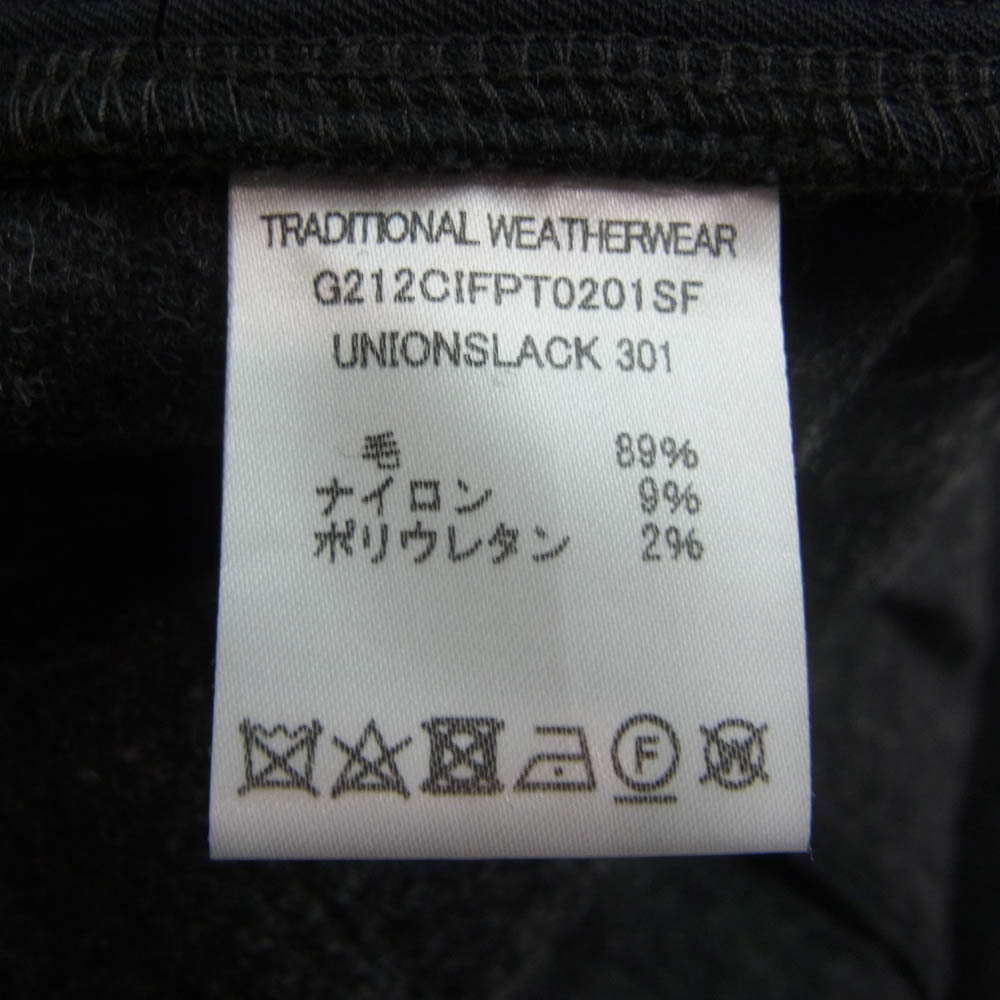 TRADITIONAL WEATHERWEAR
G212CIFPT0201SF
UNIONSLACK 301
毛 89%
ナイロン 9%
ポリウレタン 2%
F W